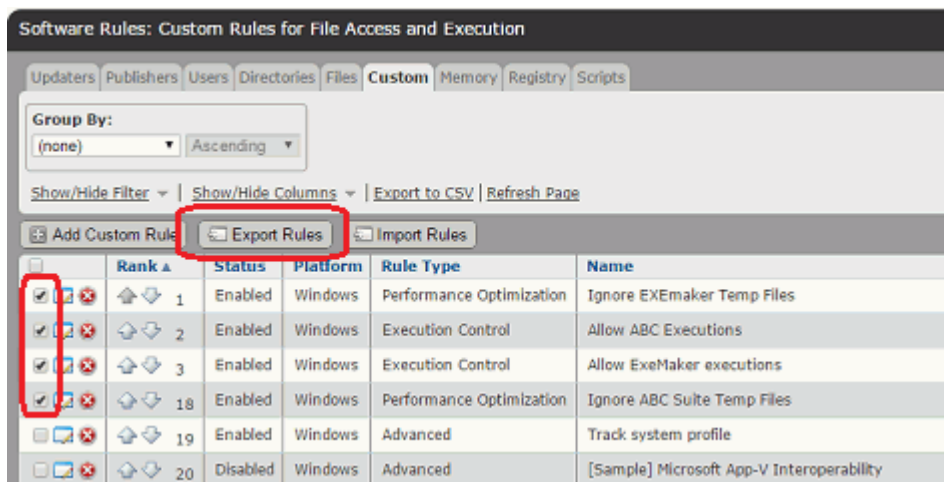 Software Rules: Custom Rules for File Access and Execution
Updaters Publishers Users Directories Files Custom Memory Registry Scripts
Group By:
(none) Ascending
Show/Hide Filter | Show/Hide Columns | Export to CSV | Refresh Page
Add Custom Rule Export Rules Import Rules
Rank Status Platform Rule Type Name
1 Enabled Windows Performance Optimization Ignore EXEmaker Temp Files
2 Enabled Windows Execution Control Allow ABC Executions
3 Enabled Windows Execution Control Allow ExeMaker executions
18 Enabled Windows Performance Optimization Ignore ABC Suite Temp Files
19 Enabled Windows Advanced Track system profile
20 Disabled Windows Advanced [Sample] Microsoft App-V Interoperability